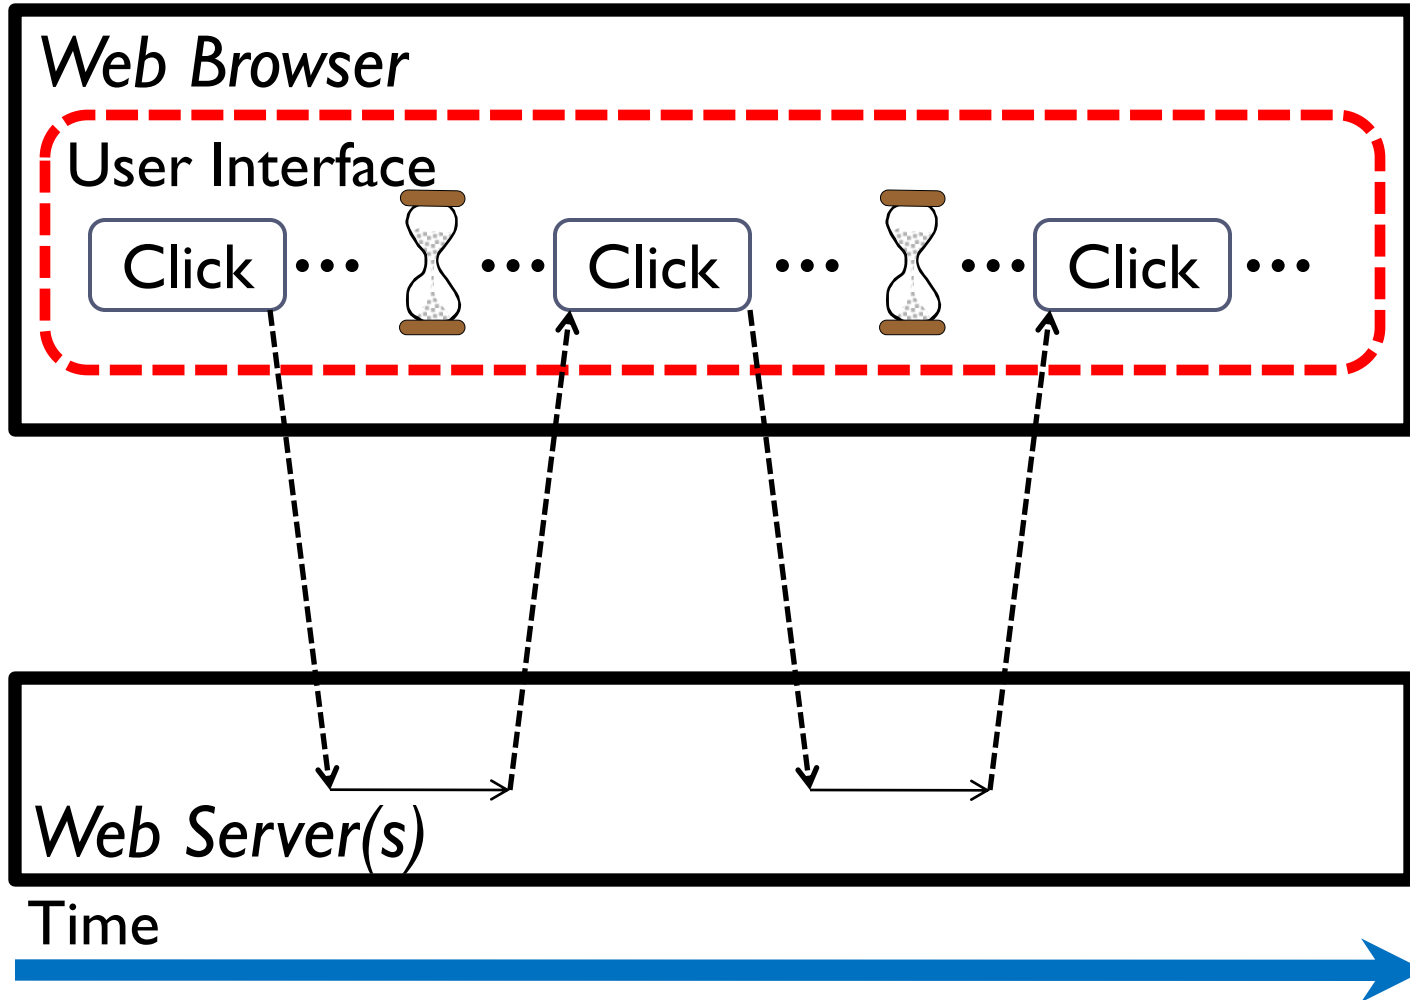 Web Browser
User Interface
Click ••• ••• Click ••• ••• Click •••
Web Server(s)
Time